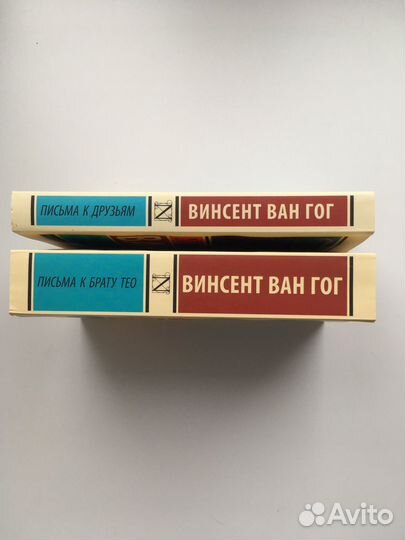 ПИСЬМА К ДРУЗЬЯМ ВИНСЕНТ ВАН ГОГ
ПИСЬМА К БРАТУ ТЕО ВИНСЕНТ ВАН ГОГ
Avito